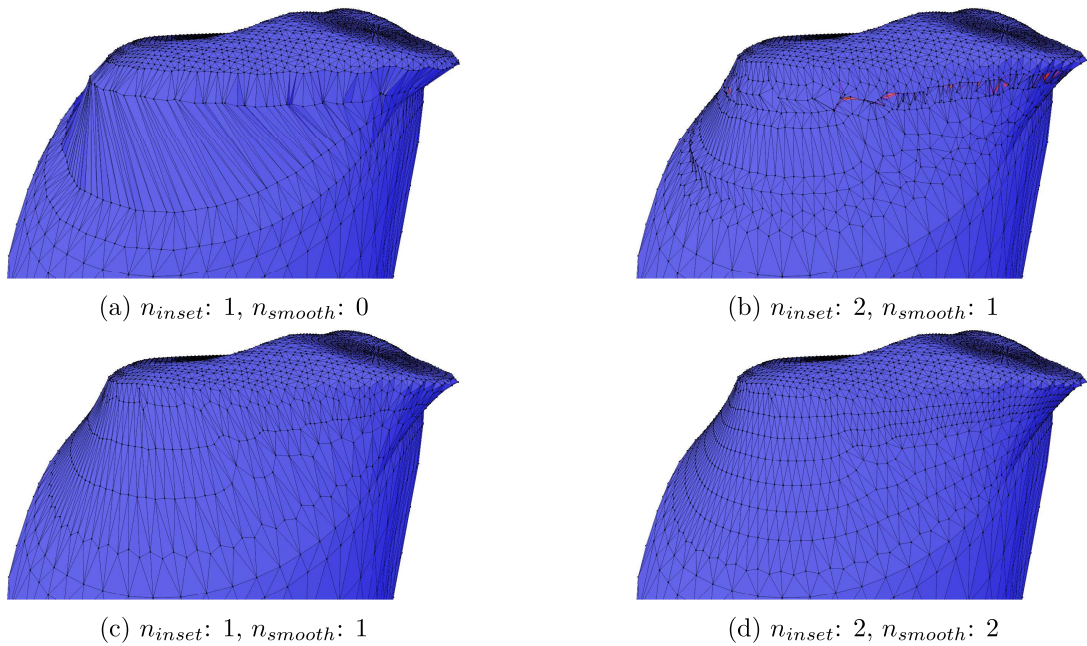 (a) n_inset: 1, n_smooth: 0
(b) n_inset: 2, n_smooth: 1
(c) n_inset: 1, n_smooth: 1
(d) n_inset: 2, n_smooth: 2